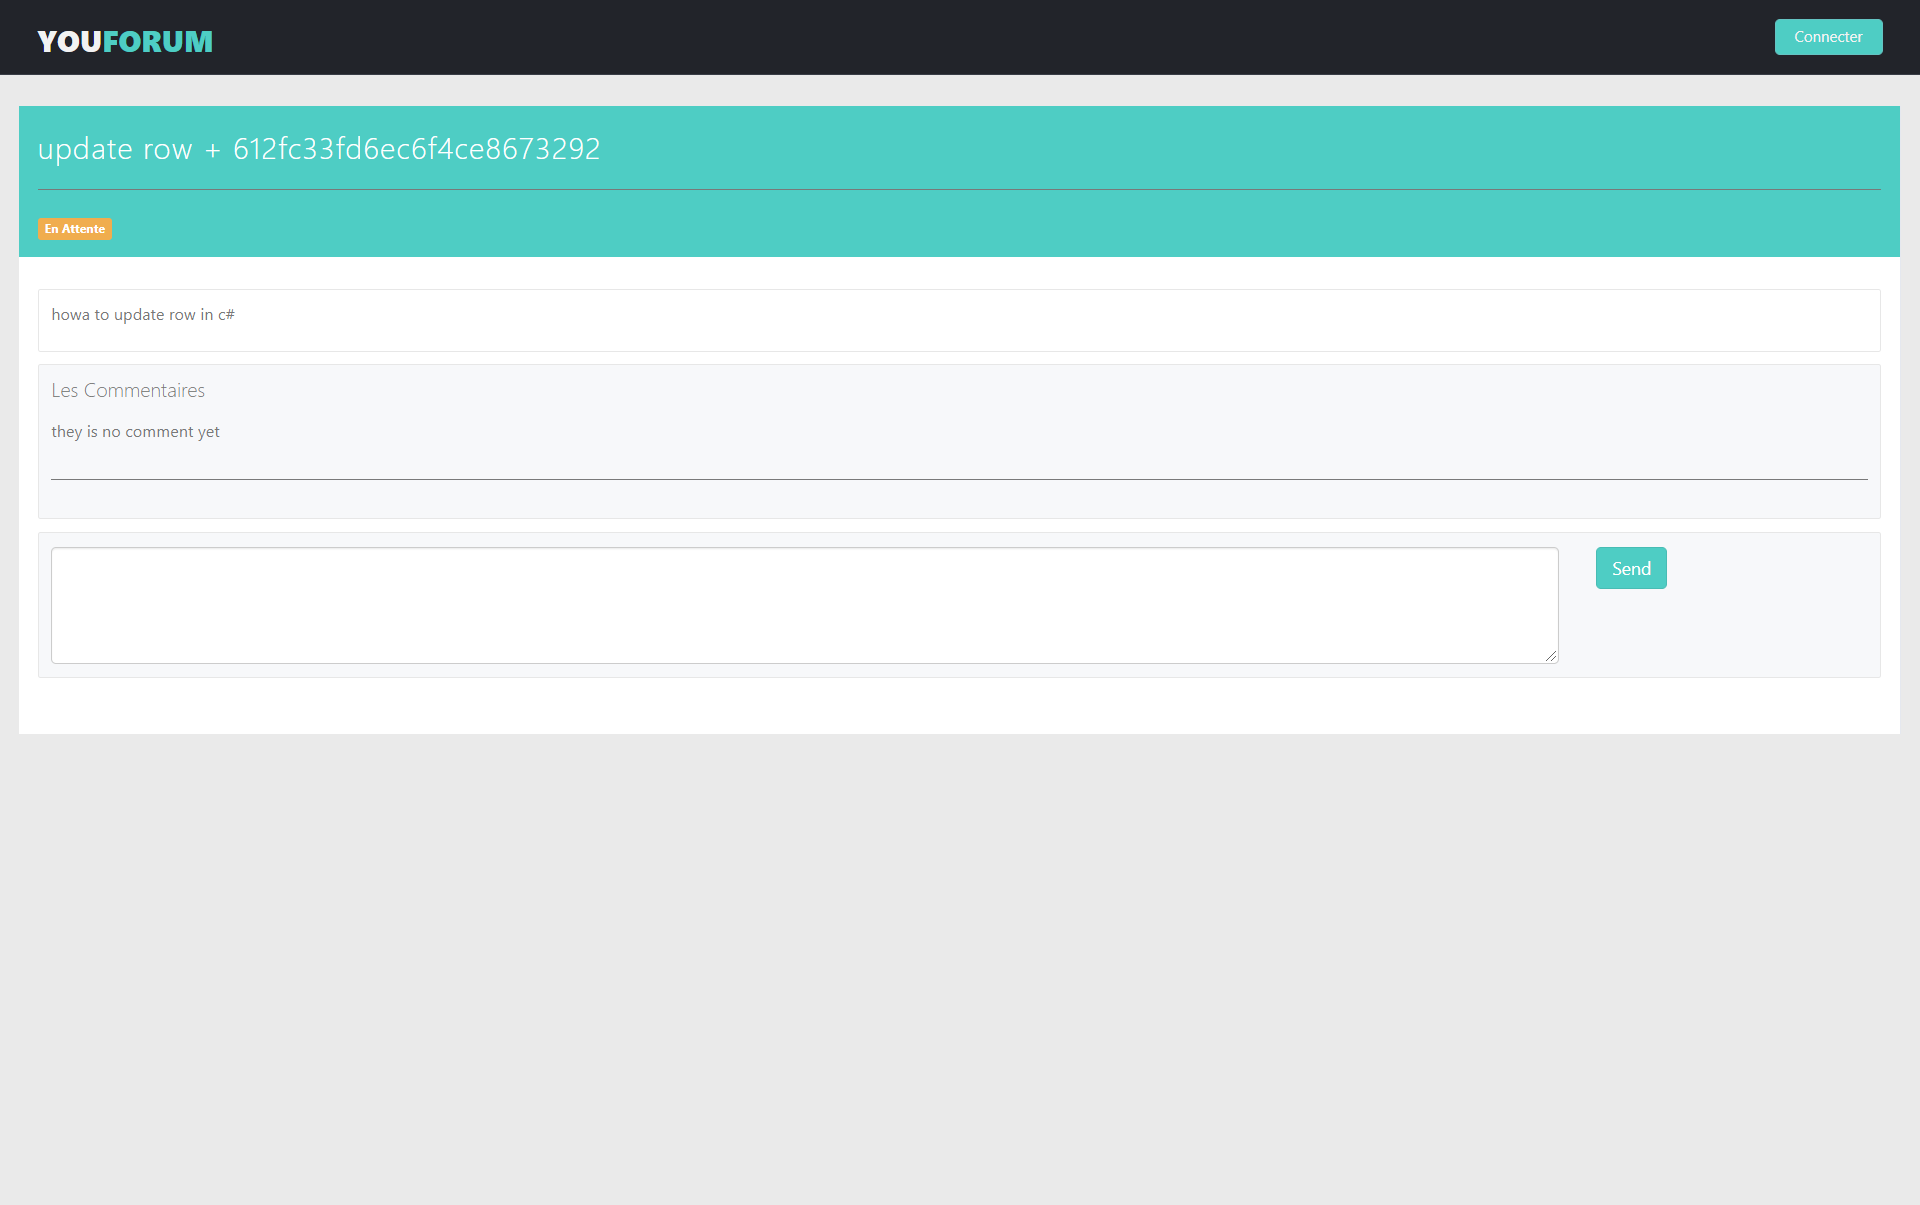 YOUFORUM
Connecter
update row + 612fc33fd6ec6f4ce8673292
En Attente
howa to update row in c#
Les Commentaires
they is no comment yet
Send